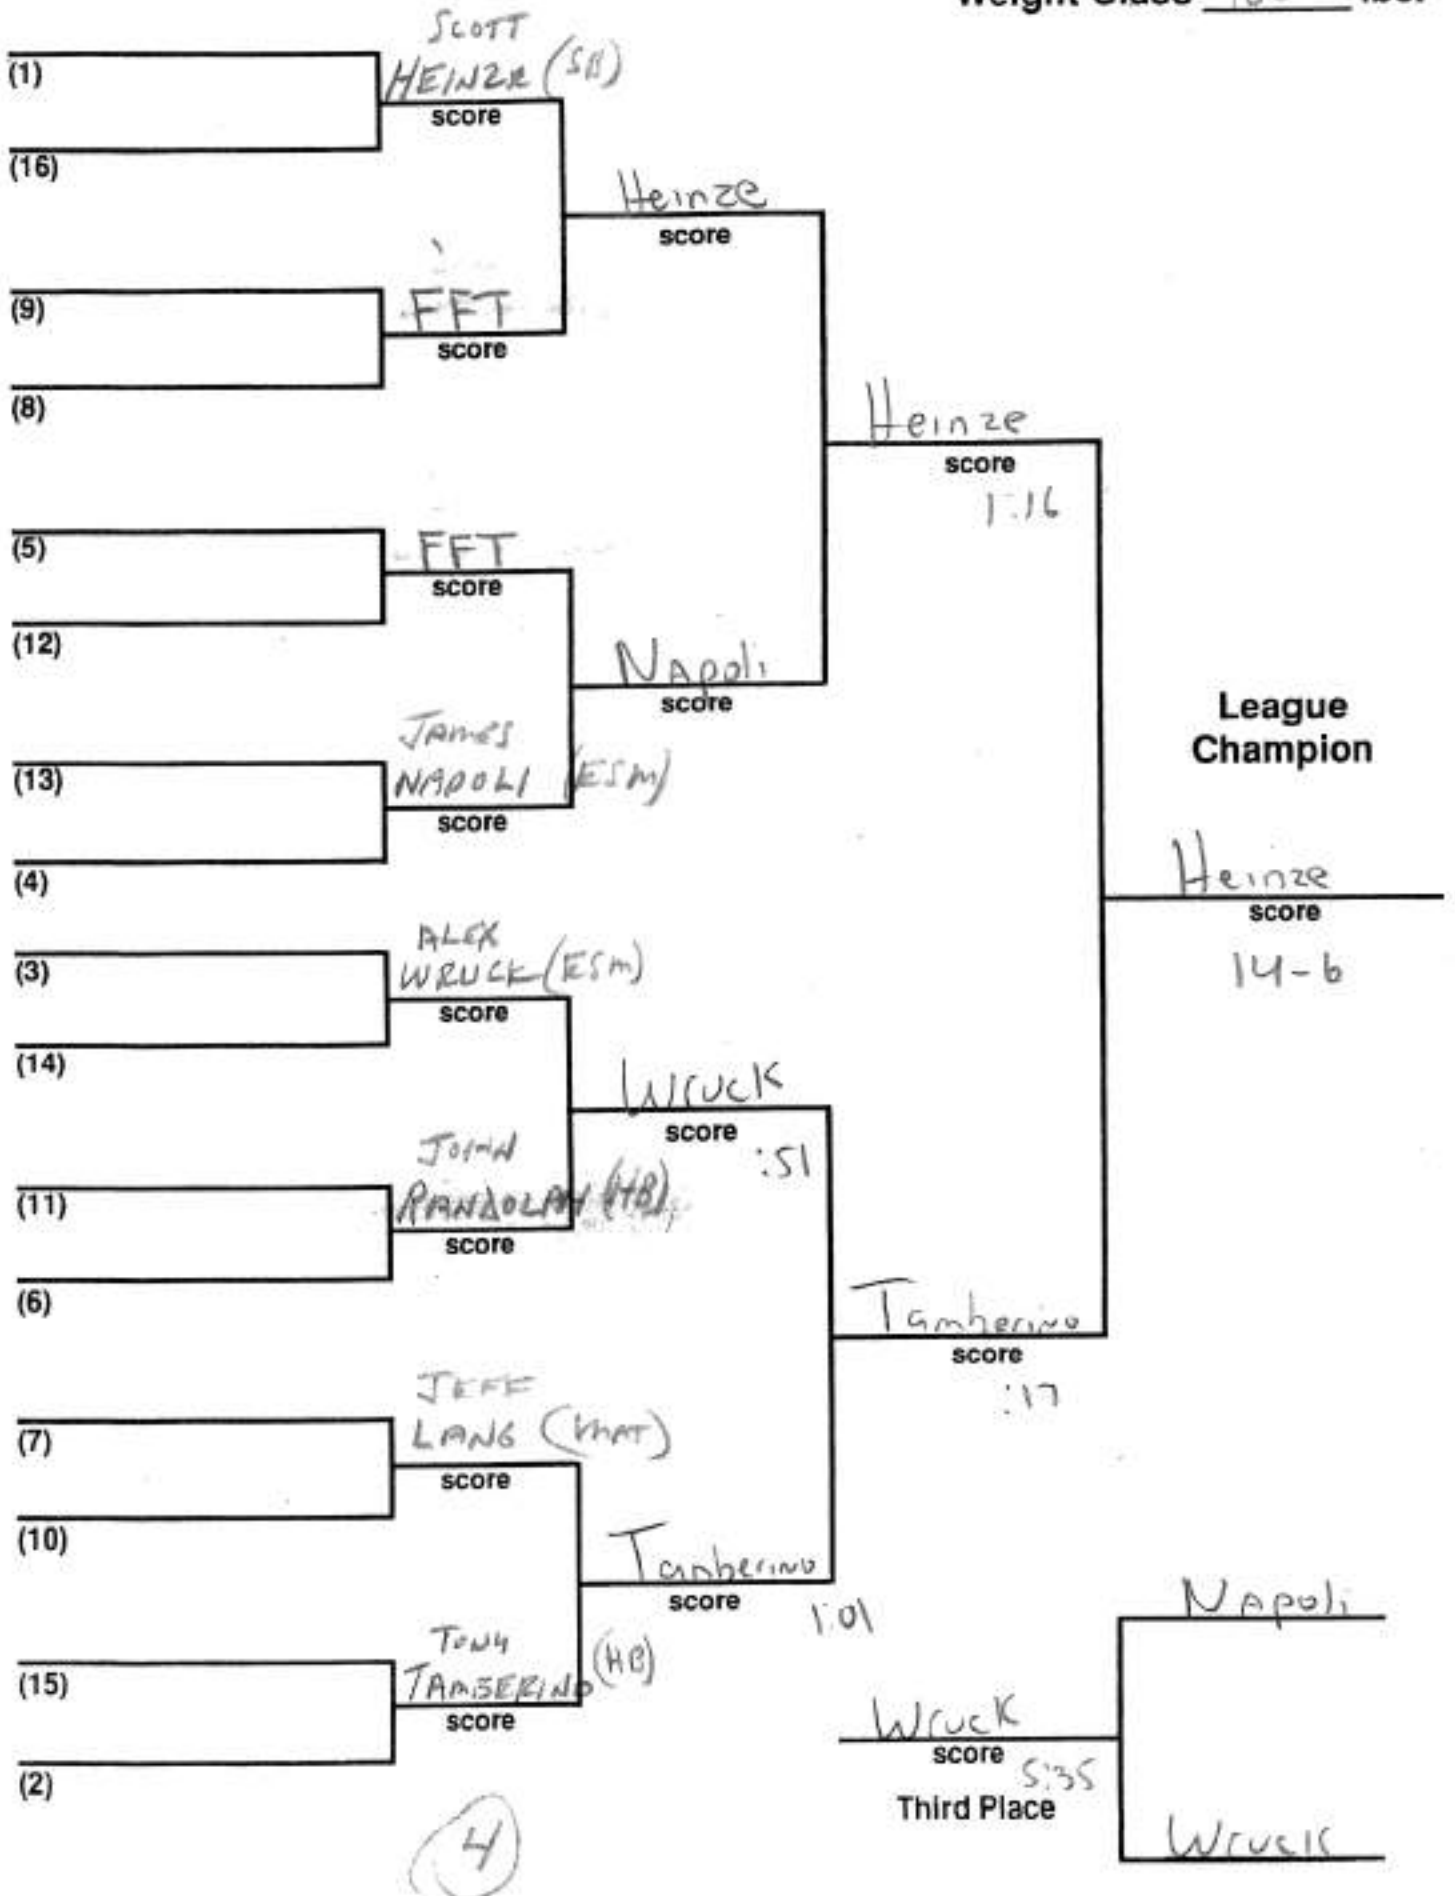 Weight Class lbs.
SCOTT
HEINZE (SB)
(1)
score
(16)
Heinze
score
(9)
FFT
score
(8)
Heinze
score
1:16
(5)
FFT
score
(12)
Napoli
score
League
Champion
JAMES
NAPOLI (ESM)
(13)
score
(4)
Heinze
score
14-6
ALEX
WRUCK (ESM)
(3)
score
(14)
Wruck
score
:51
JOHN
RANDOLPH (HB)
(11)
score
(6)
Tamberino
score
:17
JEFF
LANG (MAT)
(7)
score
(10)
Tamberino
score
1:01
Napoli
TONY
TAMBERINO (HB)
(15)
score
(2)
Wruck
score
5:35
Third Place
Wruck
4